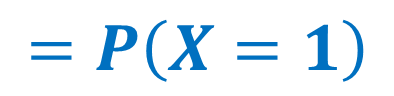 = P(X = 1)